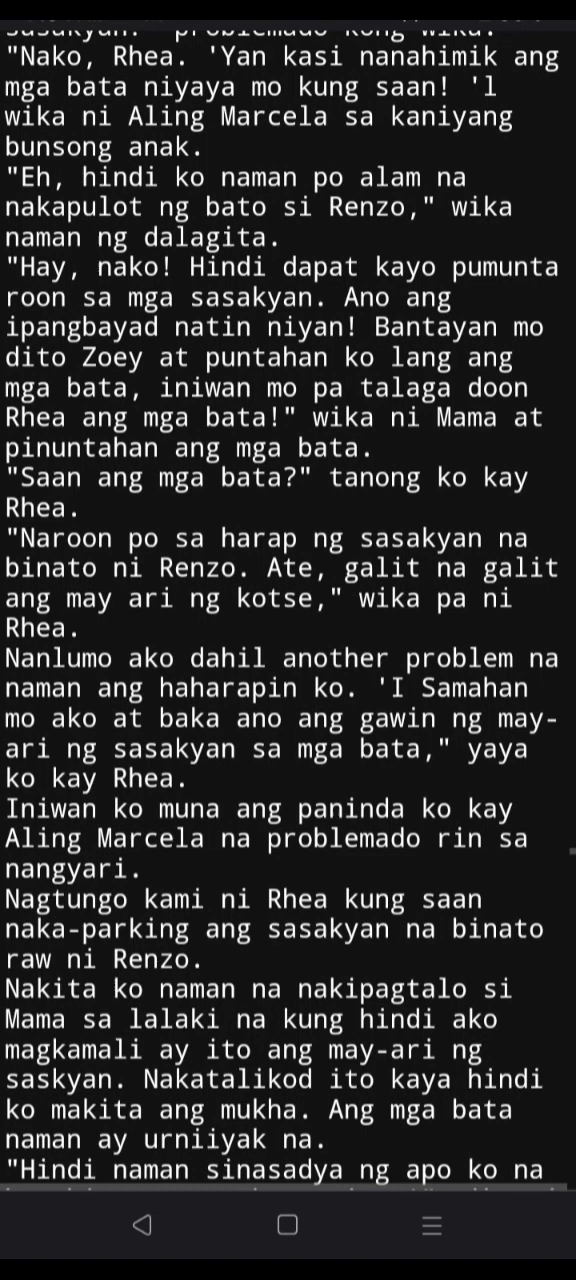 "Nako, Rhea. 'Yan kasi nanahimik ang
mga bata niyaya mo kung saan! 'l
wika ni Aling Marcela sa kaniyang
bunsong anak.
"Eh, hindi ko naman po alam na
nakapulot ng bato si Renzo," wika
naman ng dalagita.
"Hay, nako! Hindi dapat kayo pumunta
roon sa mga sasakyan. Ano ang
ipangbayad natin niyan! Bantayan mo
dito Zoey at puntahan ko lang ang
mga bata, iniwan mo pa talaga doon
Rhea ang mga bata!" wika ni Mama at
pinuntahan ang mga bata.
"Saan ang mga bata?" tanong ko kay
Rhea.
"Naroon po sa harap ng sasakyan na
binato ni Renzo. Ate, galit na galit
ang may ari ng kotse," wika pa ni
Rhea.
Nanlumo ako dahil another problem na
naman ang haharapin ko. 'I Samahan
mo ako at baka ano ang gawin ng may-
ari ng sasakyan sa mga bata," yaya
ko kay Rhea.
Iniwan ko muna ang paninda ko kay
Aling Marcela na problemado rin sa
nangyari.
Nagtungo kami ni Rhea kung saan
naka-parking ang sasakyan na binato
raw ni Renzo.
Nakita ko naman na nakipagtalo si
Mama sa lalaki na kung hindi ako
magkamali ay ito ang may-ari ng
saskyan. Nakatalikod ito kaya hindi
ko makita ang mukha. Ang mga bata
naman ay urniiyak na.
"Hindi naman sinasadya ng apo ko na